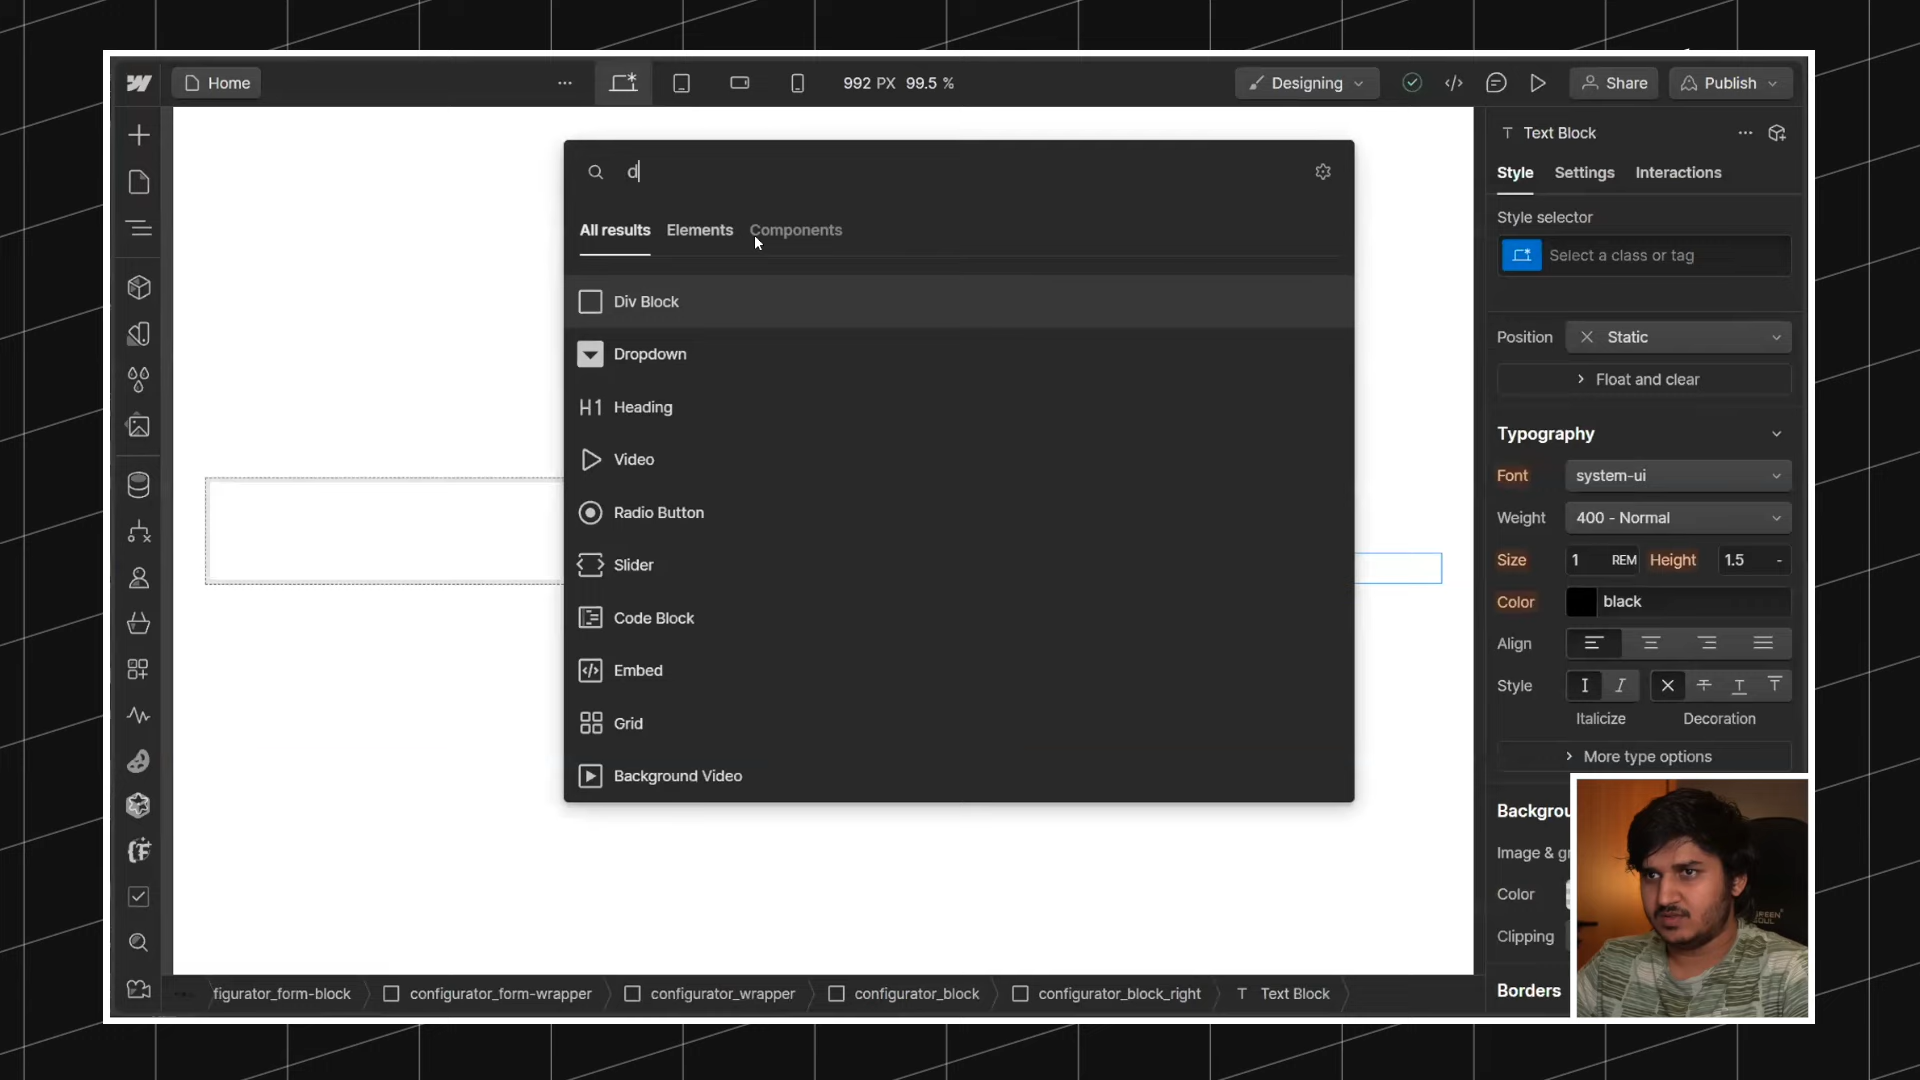 Home
992 PX 99.5 %
Designing
Share
Publish
d
All results Elements Components
Div Block
Dropdown
H1 Heading
Video
Radio Button
Slider
Code Block
Embed
Grid
Background Video
Text Block
Style Settings Interactions
Style selector
Select a class or tag
Position Static
Float and clear
Typography
Font system-ui
Weight 400 - Normal
Size 1 REM Height 1.5 -
Color black
Align
Style
Italicize Decoration
More type options
Backgrou
Image & g
Color
Clipping
Borders
figurator_form-block configurator_form-wrapper configurator_wrapper configurator_block configurator_block_right Text Block